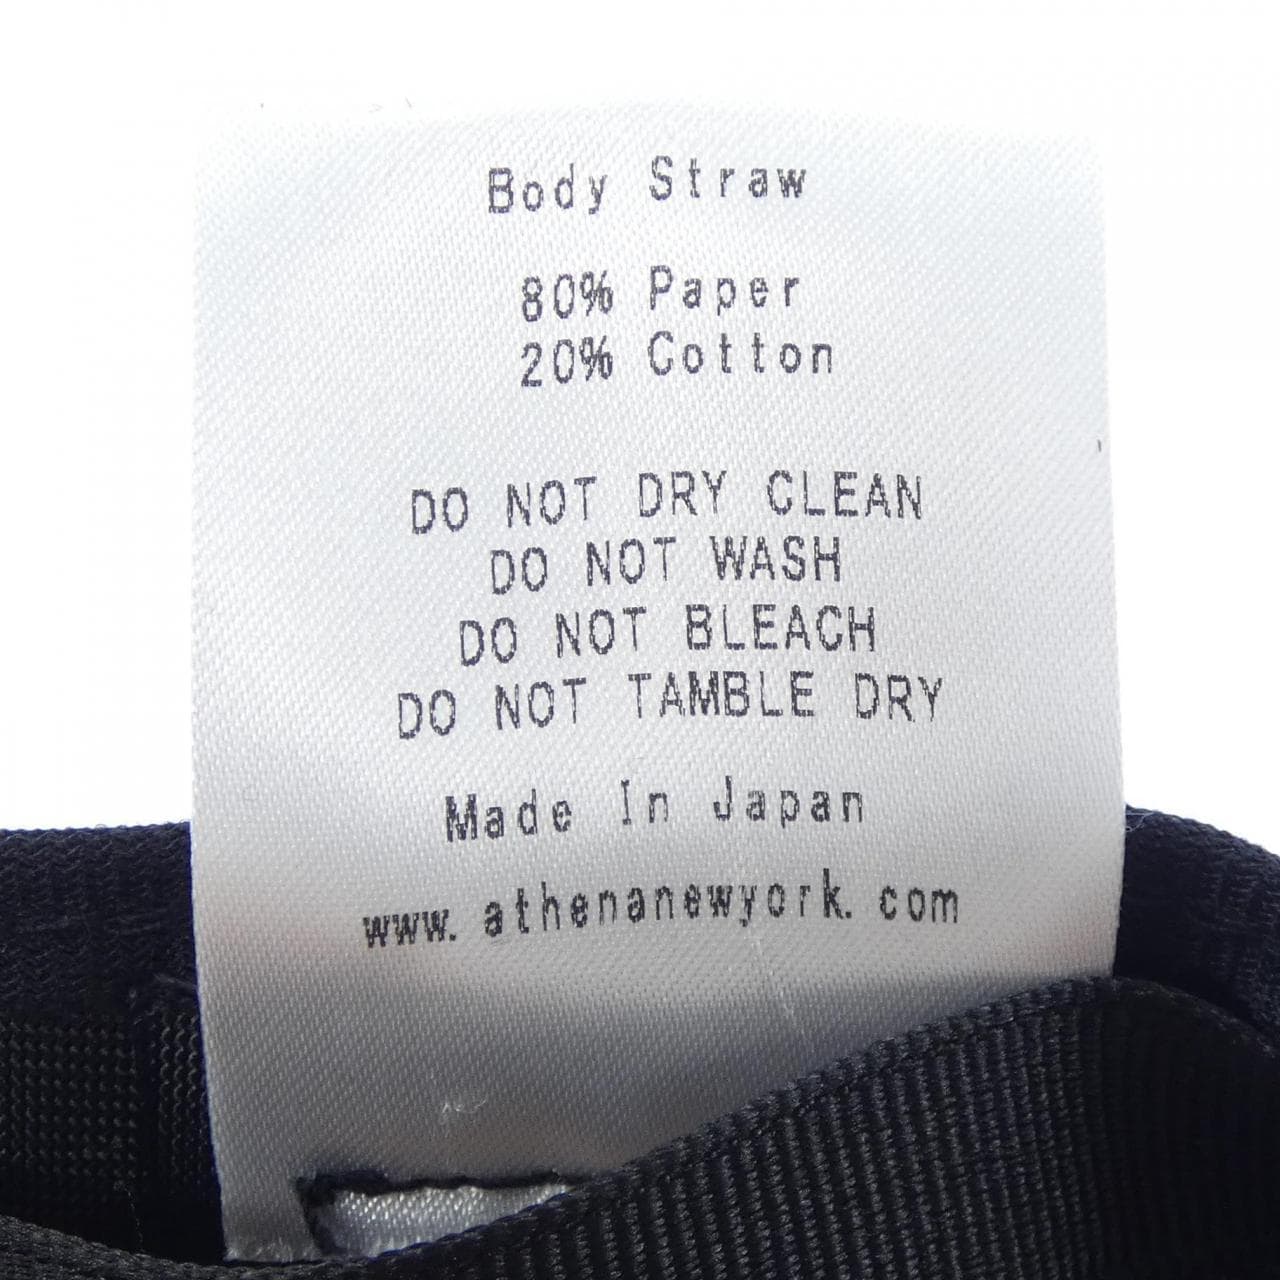 Body Straw
80% Paper
20% Cotton
DO NOT DRY CLEAN
DO NOT WASH
DO NOT BLEACH
DO NOT TAMBLE DRY
Made In Japan
www.athenanewyork.com